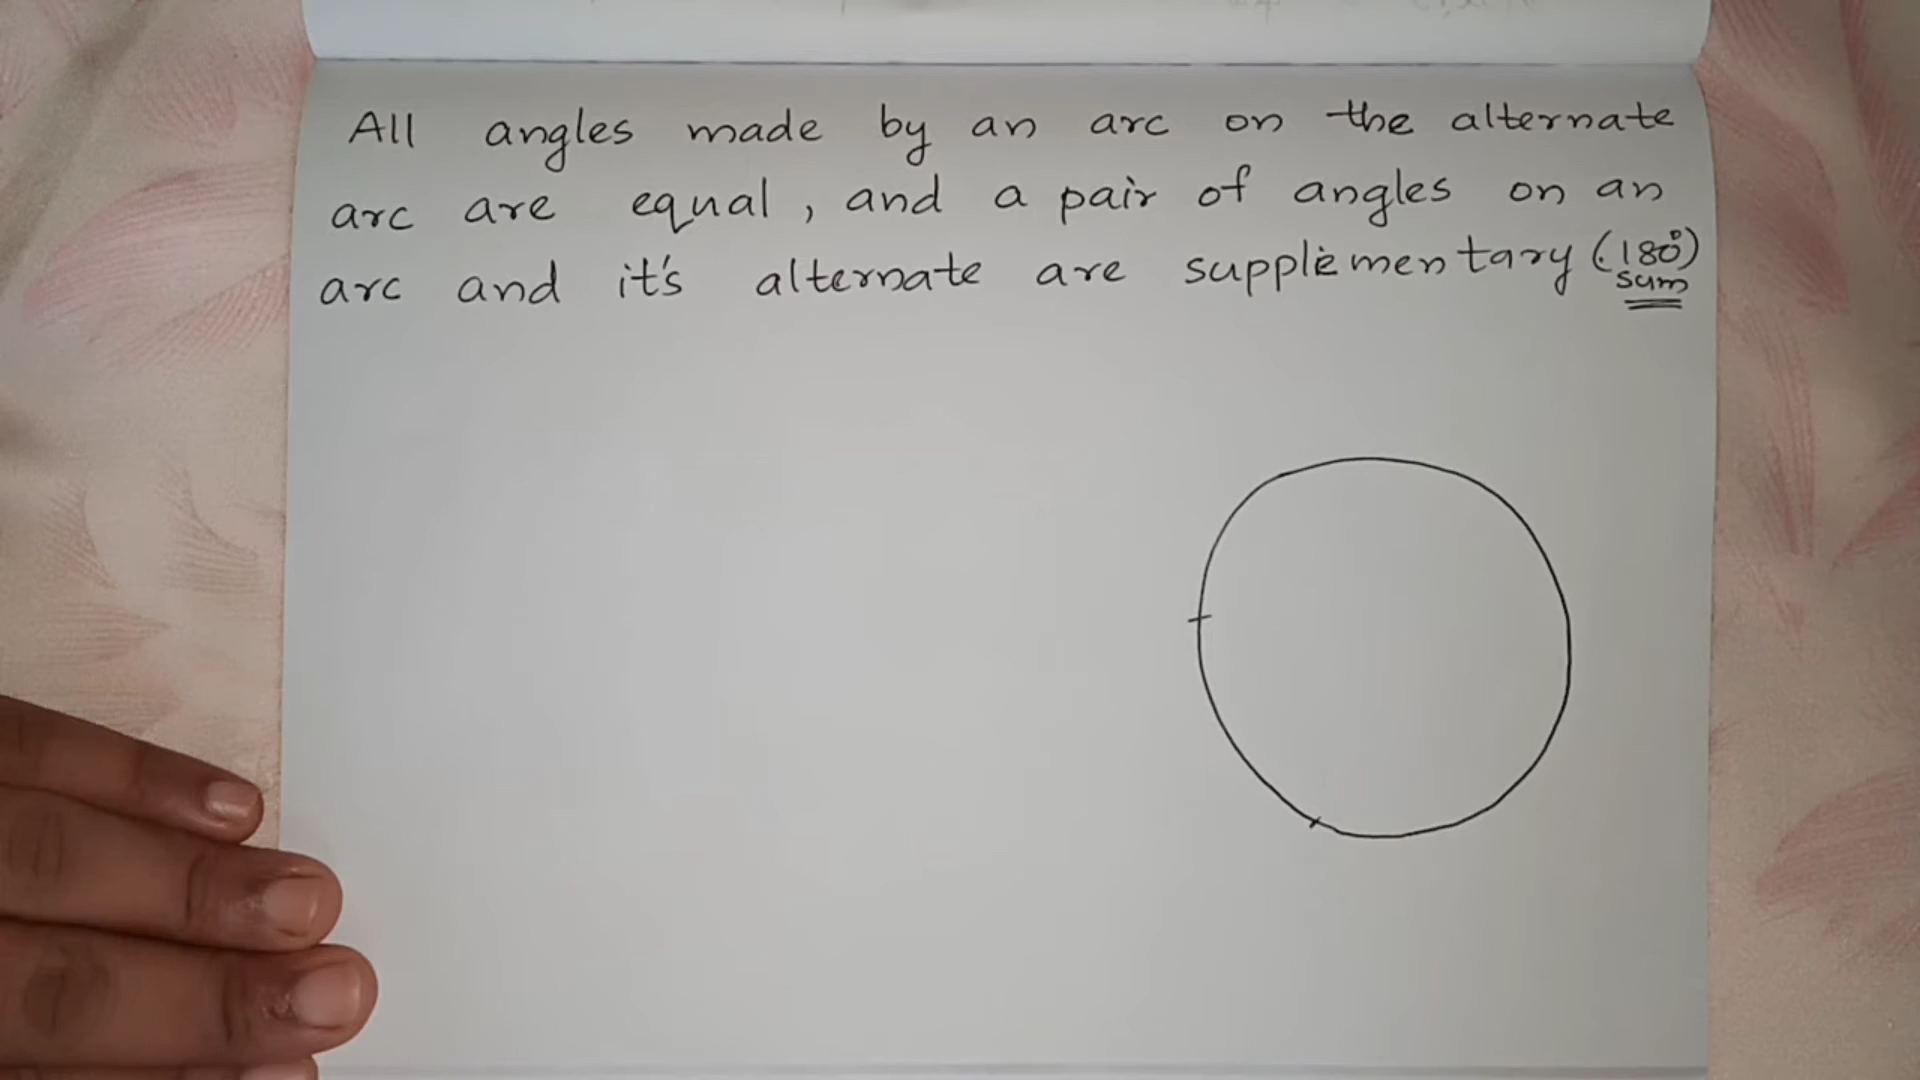 All angles made by an arc on the alternate
arc are equal, and a pair of angles on an
arc and it's alternate are supplementary (180°)
sum